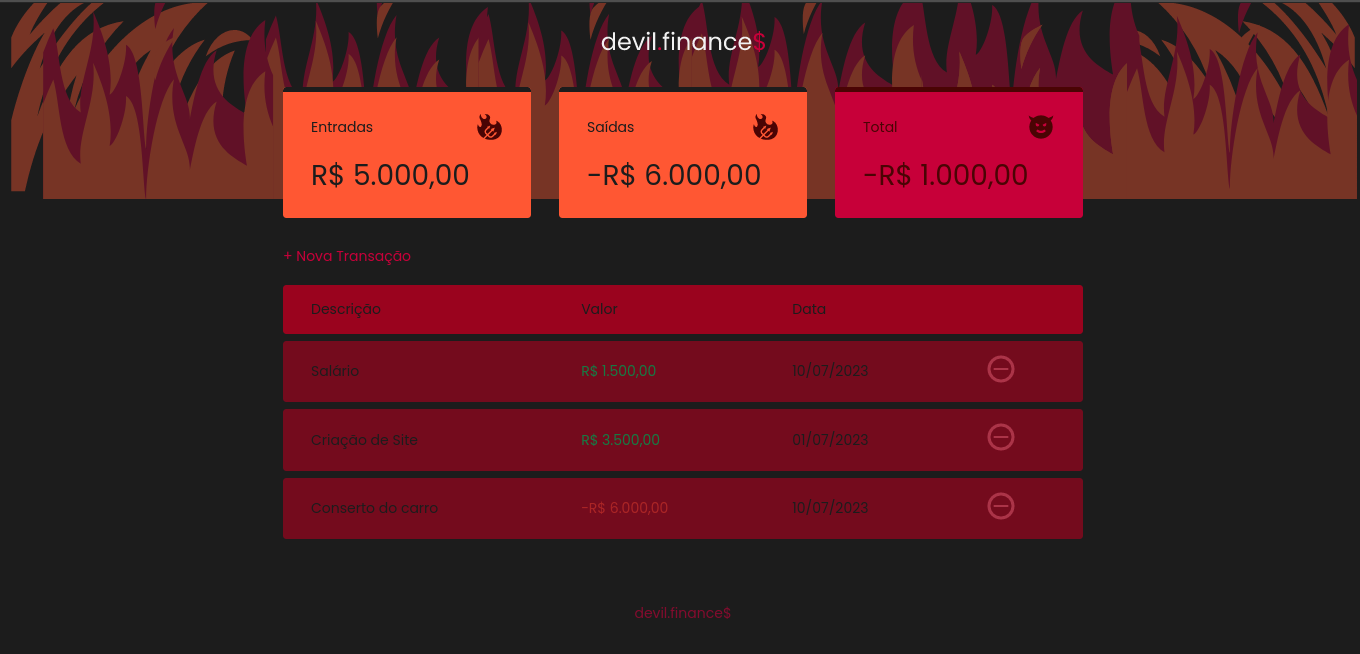 devil.finance$
Entradas
R$ 5.000,00
Saídas
-R$ 6.000,00
Total
-R$ 1.000,00
+ Nova Transação
Descrição Valor Data
Salário R$ 1.500,00 10/07/2023
Criação de Site R$ 3.500,00 01/07/2023
Conserto do carro -R$ 6.000,00 10/07/2023
devil.finance$